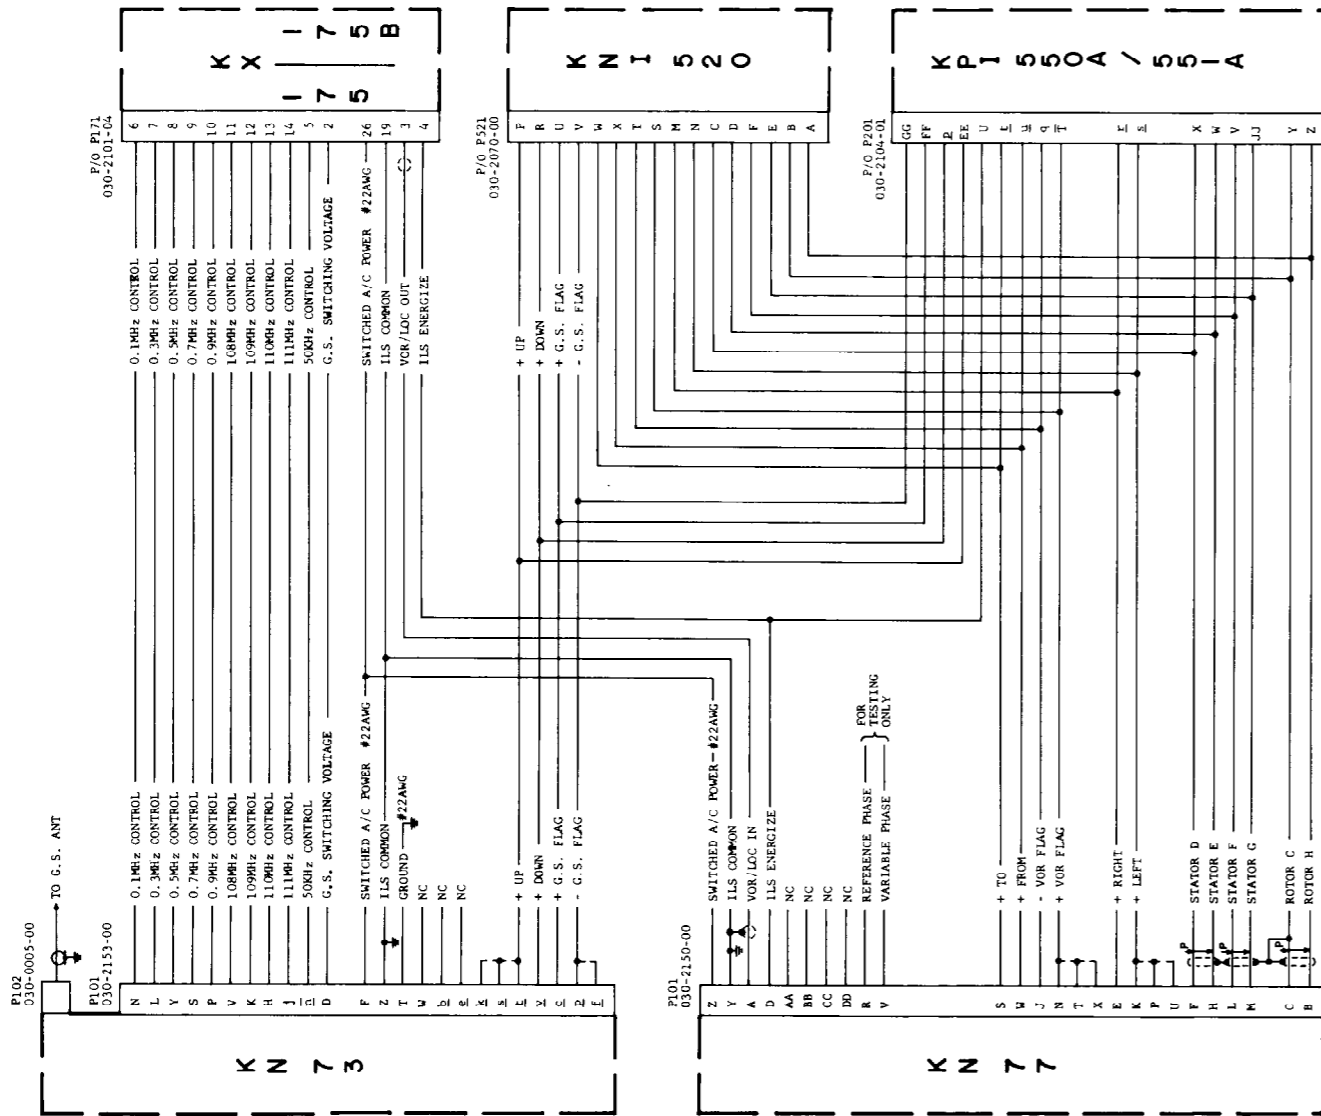 KX 175 / 175B
P/O P171
030-2101-04
6
7
8
9
10
11
12
13
14
5
2
26
19
3
4
0.1MHz CONTROL
0.3MHz CONTROL
0.5MHz CONTROL
0.7MHz CONTROL
0.9MHz CONTROL
108MHz CONTROL
109MHz CONTROL
110MHz CONTROL
111MHz CONTROL
50KHz CONTROL
G.S. SWITCHING VOLTAGE
SWITCHED A/C POWER #22AWG
ILS COMMON
VOR/LOC OUT
ILS ENERGIZE
KNI 520
P/O P521
030-2070-00
P
R
U
V
W
X
T
S
M
N
C
D
F
E
B
A
+ UP
+ DOWN
+ G.S. FLAG
- G.S. FLAG
KPI 550A / 551A
P/O P201
030-2104-01
GG
FF
p
EE
U
t
u
q
T
r
s
X
W
V
JJ
Y
Z
P102
030-0005-00
TO G.S. ANT
P101
030-2153-00
KN 73
N
L
Y
S
P
V
K
H
j
n
D
F
Z
T
W
b
e
k
s
t
v
c
p
f
0.1MHz CONTROL
0.3MHz CONTROL
0.5MHz CONTROL
0.7MHz CONTROL
0.9MHz CONTROL
108MHz CONTROL
109MHz CONTROL
110MHz CONTROL
111MHz CONTROL
50KHz CONTROL
G.S. SWITCHING VOLTAGE
SWITCHED A/C POWER #22AWG
ILS COMMON
GROUND #22AWG
NC
NC
NC
+ UP
+ DOWN
+ G.S. FLAG
- G.S. FLAG
P101
030-2150-00
KN 77
Z
Y
A
D
AA
BB
CC
DD
R
V
S
W
J
N
T
X
E
K
P
U
F
H
L
M
C
B
SWITCHED A/C POWER #22AWG
ILS COMMON
VOR/LOC IN
ILS ENERGIZE
NC
NC
NC
NC
REFERENCE PHASE
VARIABLE PHASE
FOR
TESTING
ONLY
+ TO
+ FROM
- VOR FLAG
+ VOR FLAG
+ RIGHT
+ LEFT
STATOR D
STATOR E
STATOR F
STATOR G
ROTOR C
ROTOR H
P
P
P